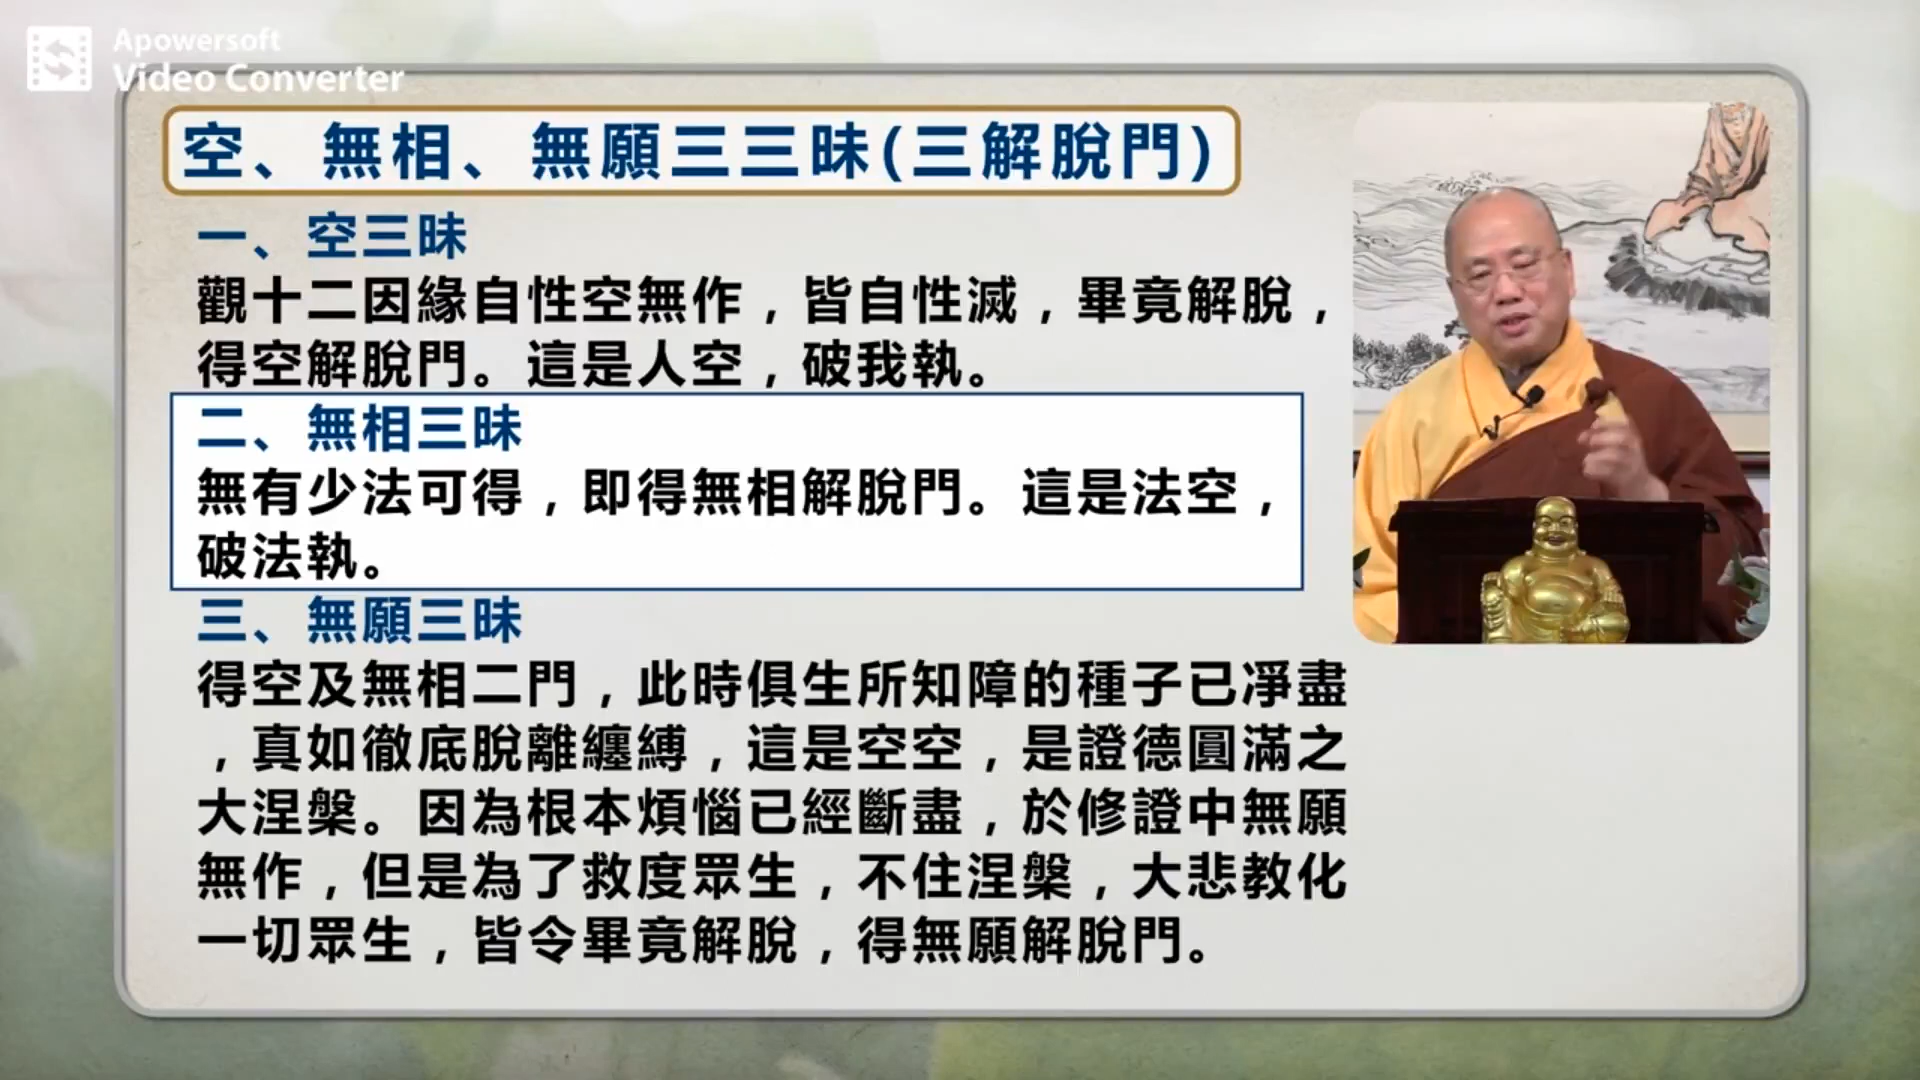 Apowersoft
Video Converter
空、無相、無願三三昧(三解脫門)
一、空三昧
觀十二因緣自性空無作，皆自性滅，畢竟解脫，
得空解脫門。這是人空，破我執。
二、無相三昧
無有少法可得，即得無相解脫門。這是法空，
破法執。
三、無願三昧
得空及無相二門，此時俱生所知障的種子已凈盡
，真如徹底脫離纏縛，這是空空，是證德圓滿之
大涅槃。因為根本煩惱已經斷盡，於修證中無願
無作，但是為了救度眾生，不住涅槃，大悲教化
一切眾生，皆令畢竟解脫，得無願解脫門。